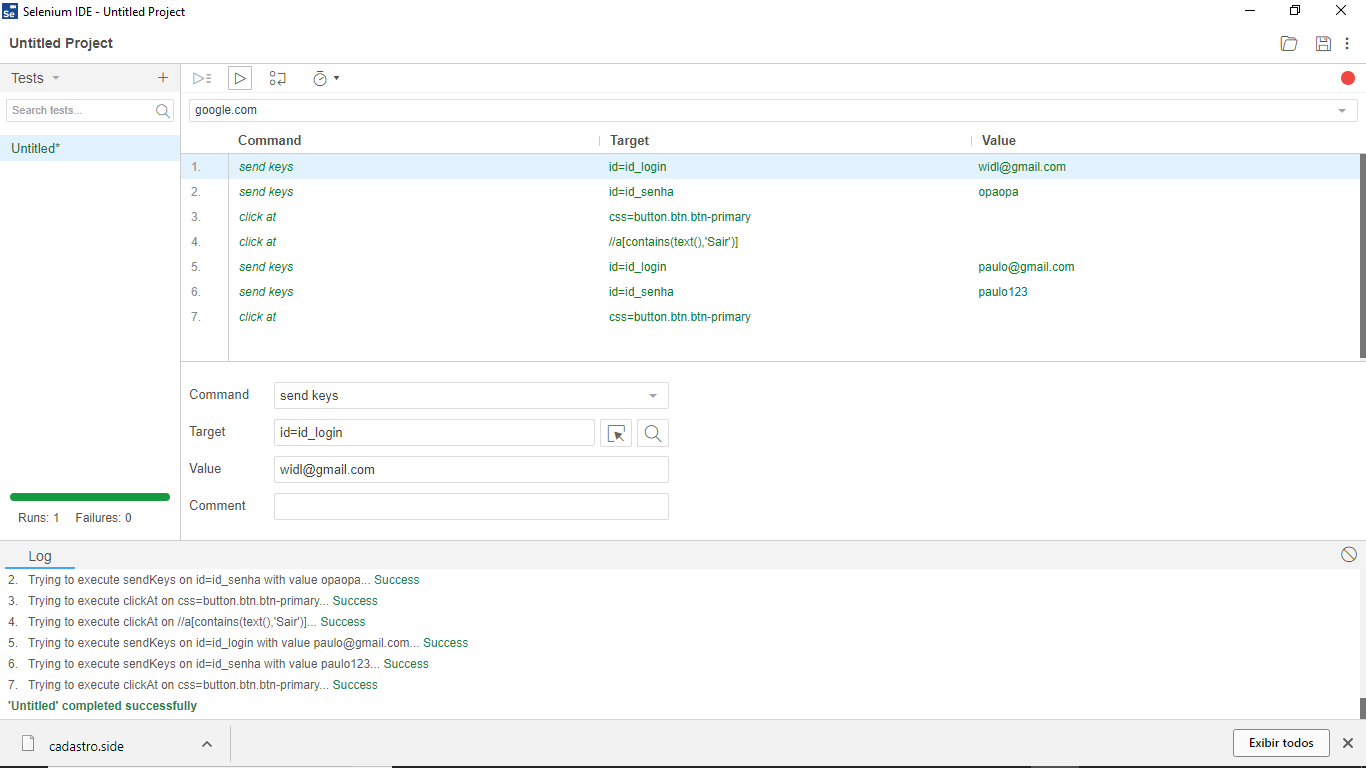 Selenium IDE - Untitled Project
Untitled Project
Tests
Search tests...
google.com
Untitled*
Command Target Value
1. send keys id=id_login widl@gmail.com
2. send keys id=id_senha opaopa
3. click at css=button.btn.btn-primary
4. click at //a[contains(text(),'Sair')]
5. send keys id=id_login paulo@gmail.com
6. send keys id=id_senha paulo123
7. click at css=button.btn.btn-primary
Command send keys
Target id=id_login
Value widl@gmail.com
Comment
Runs: 1 Failures: 0
Log
2. Trying to execute sendKeys on id=id_senha with value opaopa... Success
3. Trying to execute clickAt on css=button.btn.btn-primary... Success
4. Trying to execute clickAt on //a[contains(text(),'Sair')]... Success
5. Trying to execute sendKeys on id=id_login with value paulo@gmail.com... Success
6. Trying to execute sendKeys on id=id_senha with value paulo123... Success
7. Trying to execute clickAt on css=button.btn.btn-primary... Success
'Untitled' completed successfully
cadastro.side
Exibir todos